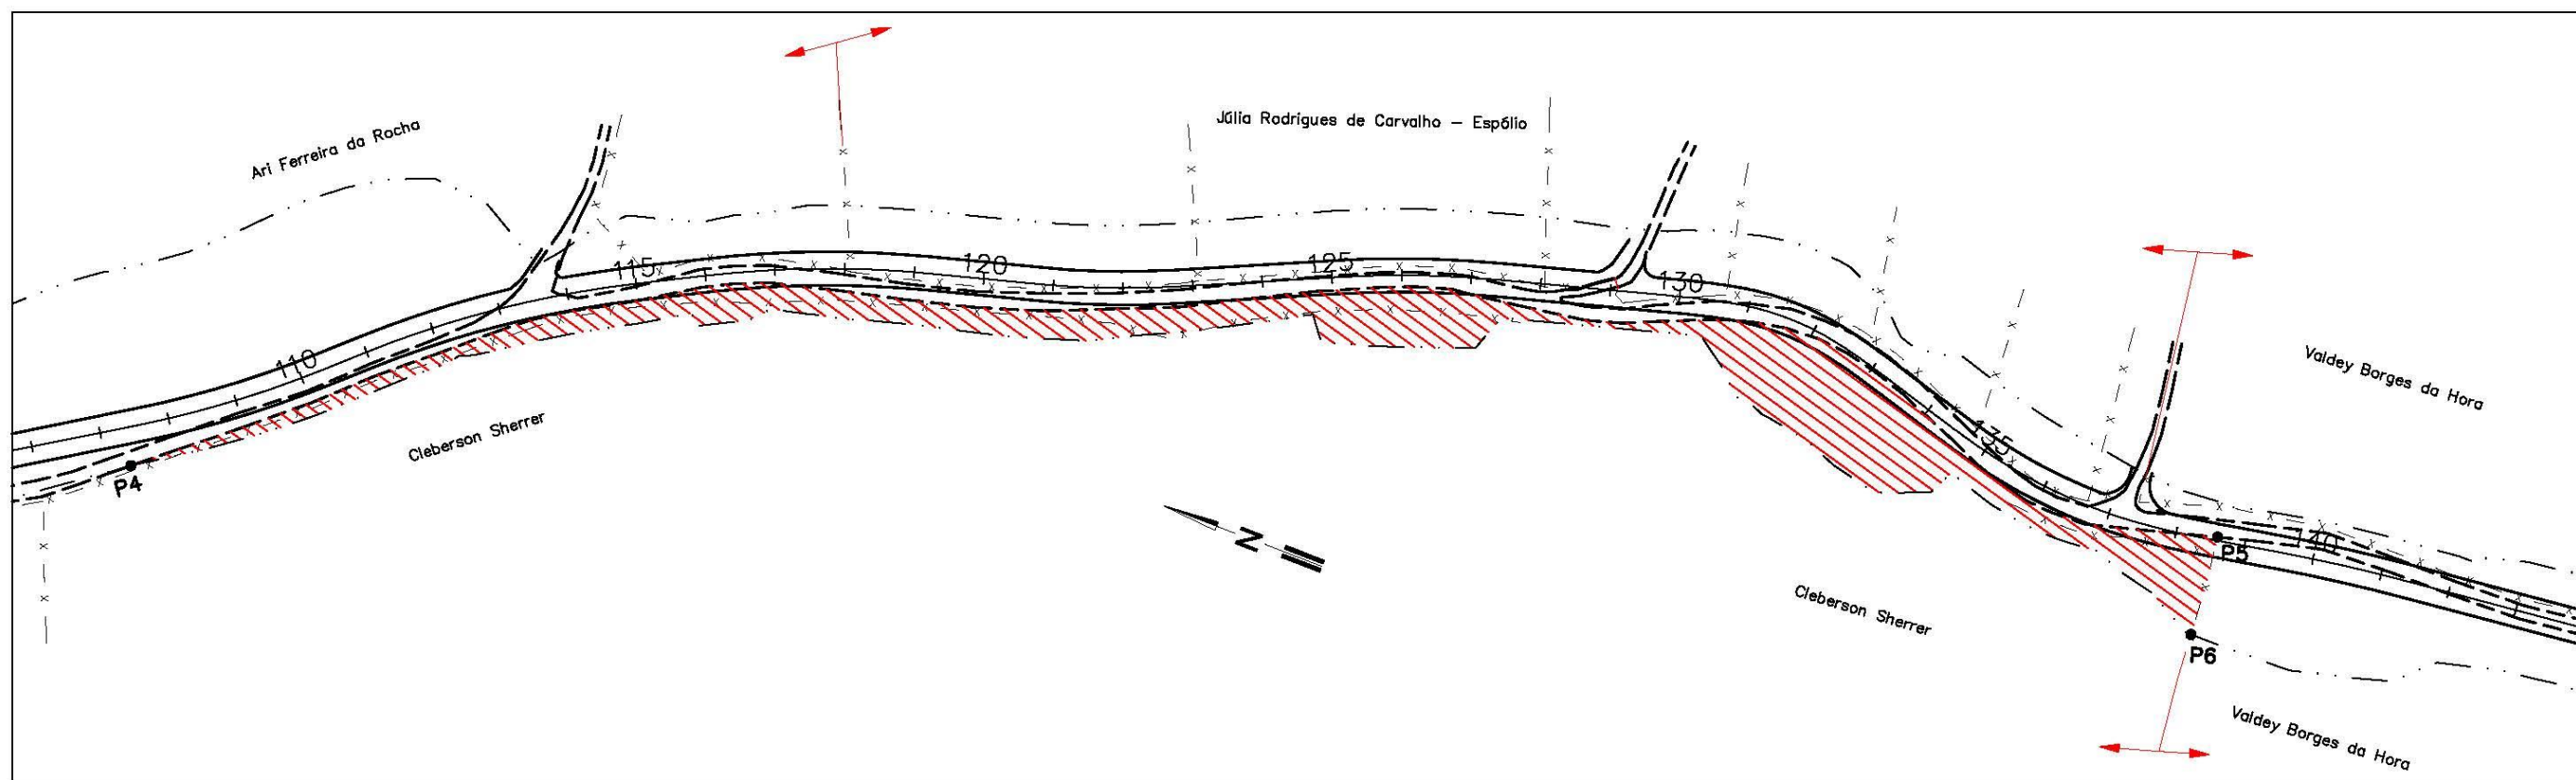 Júlia Rodrigues de Carvalho – Espólio
Ari Ferreira da Rocha
115
120
125
130
110
Valdey Borges da Hora
Cleberson Sherrer
135
P4
N
140
P5
Cleberson Sherrer
P6
Valdey Borges da Hora